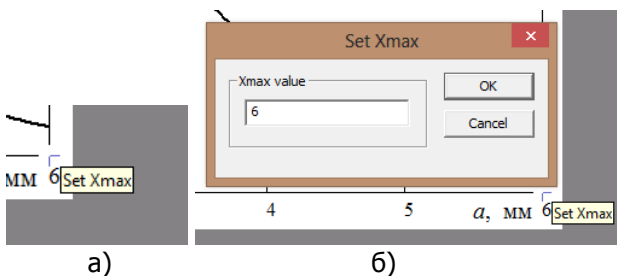 мм 6 Set Xmax
а)
Set Xmax
Xmax value
6
OK
Cancel
4 5 a, мм 6 Set Xmax
б)